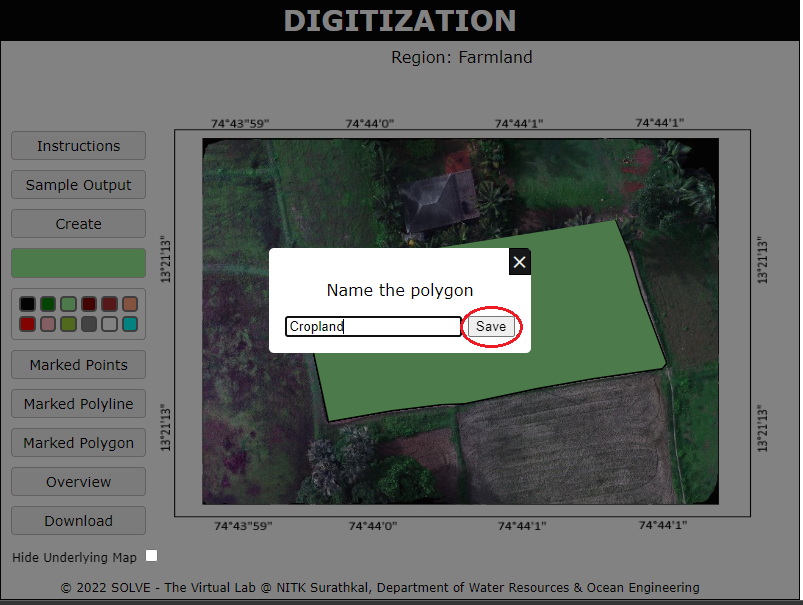 DIGITIZATION
Region: Farmland
74°43'59" 74°44'0" 74°44'1" 74°44'1"
Instructions
Sample Output
Create
13°21'13" 13°21'13"
Name the polygon
Cropland Save
Marked Points
Marked Polyline
Marked Polygon
13°21'13" 13°21'13"
Overview
Download
74°43'59" 74°44'0" 74°44'1" 74°44'1"
Hide Underlying Map
© 2022 SOLVE - The Virtual Lab @ NITK Surathkal, Department of Water Resources & Ocean Engineering